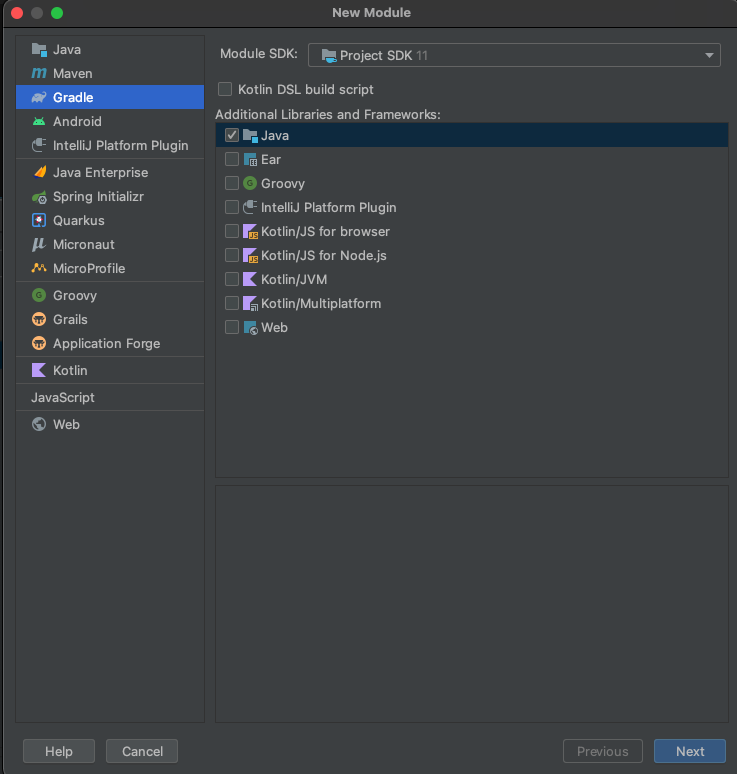 New Module
Java
Maven
Gradle
Android
IntelliJ Platform Plugin
Java Enterprise
Spring Initializr
Quarkus
Micronaut
MicroProfile
Groovy
Grails
Application Forge
Kotlin
JavaScript
Web
Module SDK: Project SDK 11
Kotlin DSL build script
Additional Libraries and Frameworks:
Java
Ear
Groovy
IntelliJ Platform Plugin
Kotlin/JS for browser
Kotlin/JS for Node.js
Kotlin/JVM
Kotlin/Multiplatform
Web
Help Cancel Previous Next